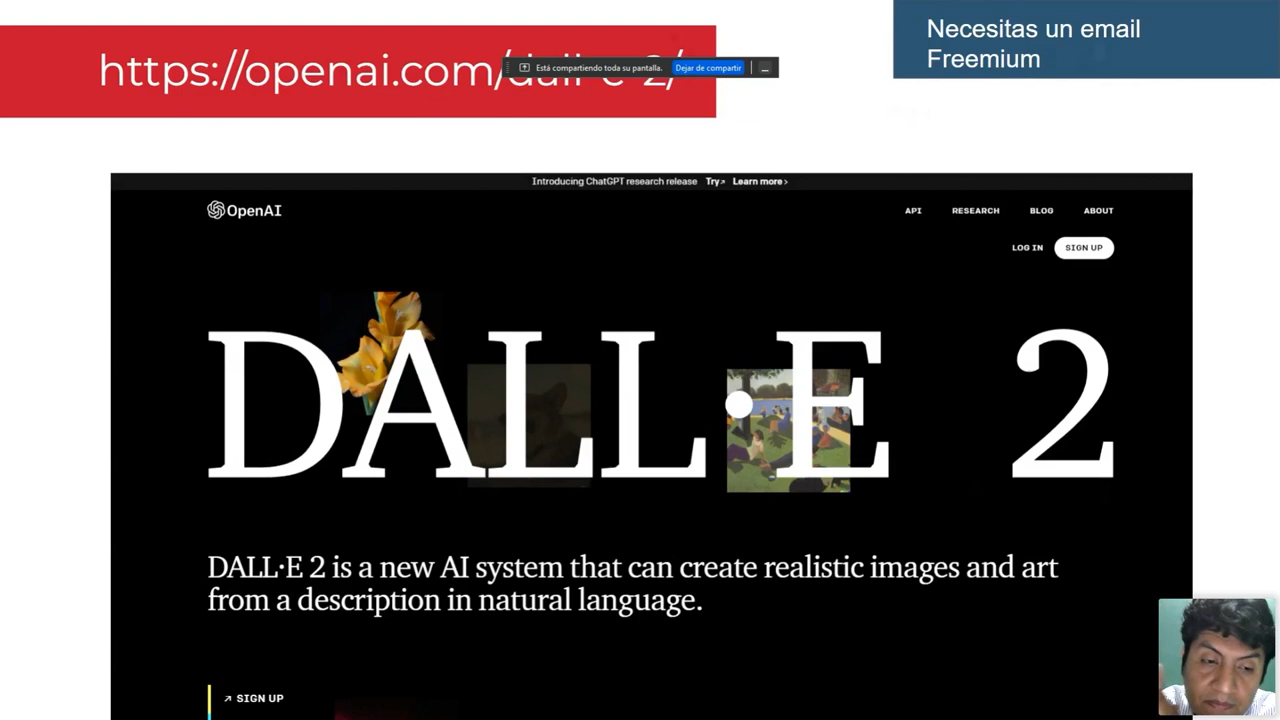 Necesitas un email
Freemium
https://openai.com/dall-e-2/
Está compartiendo toda su pantalla. Dejar de compartir
Introducing ChatGPT research release Try↗ Learn more >
OpenAI
API RESEARCH BLOG ABOUT
LOG IN SIGN UP
DALL·E 2
DALL·E 2 is a new AI system that can create realistic images and art
from a description in natural language.
↗ SIGN UP